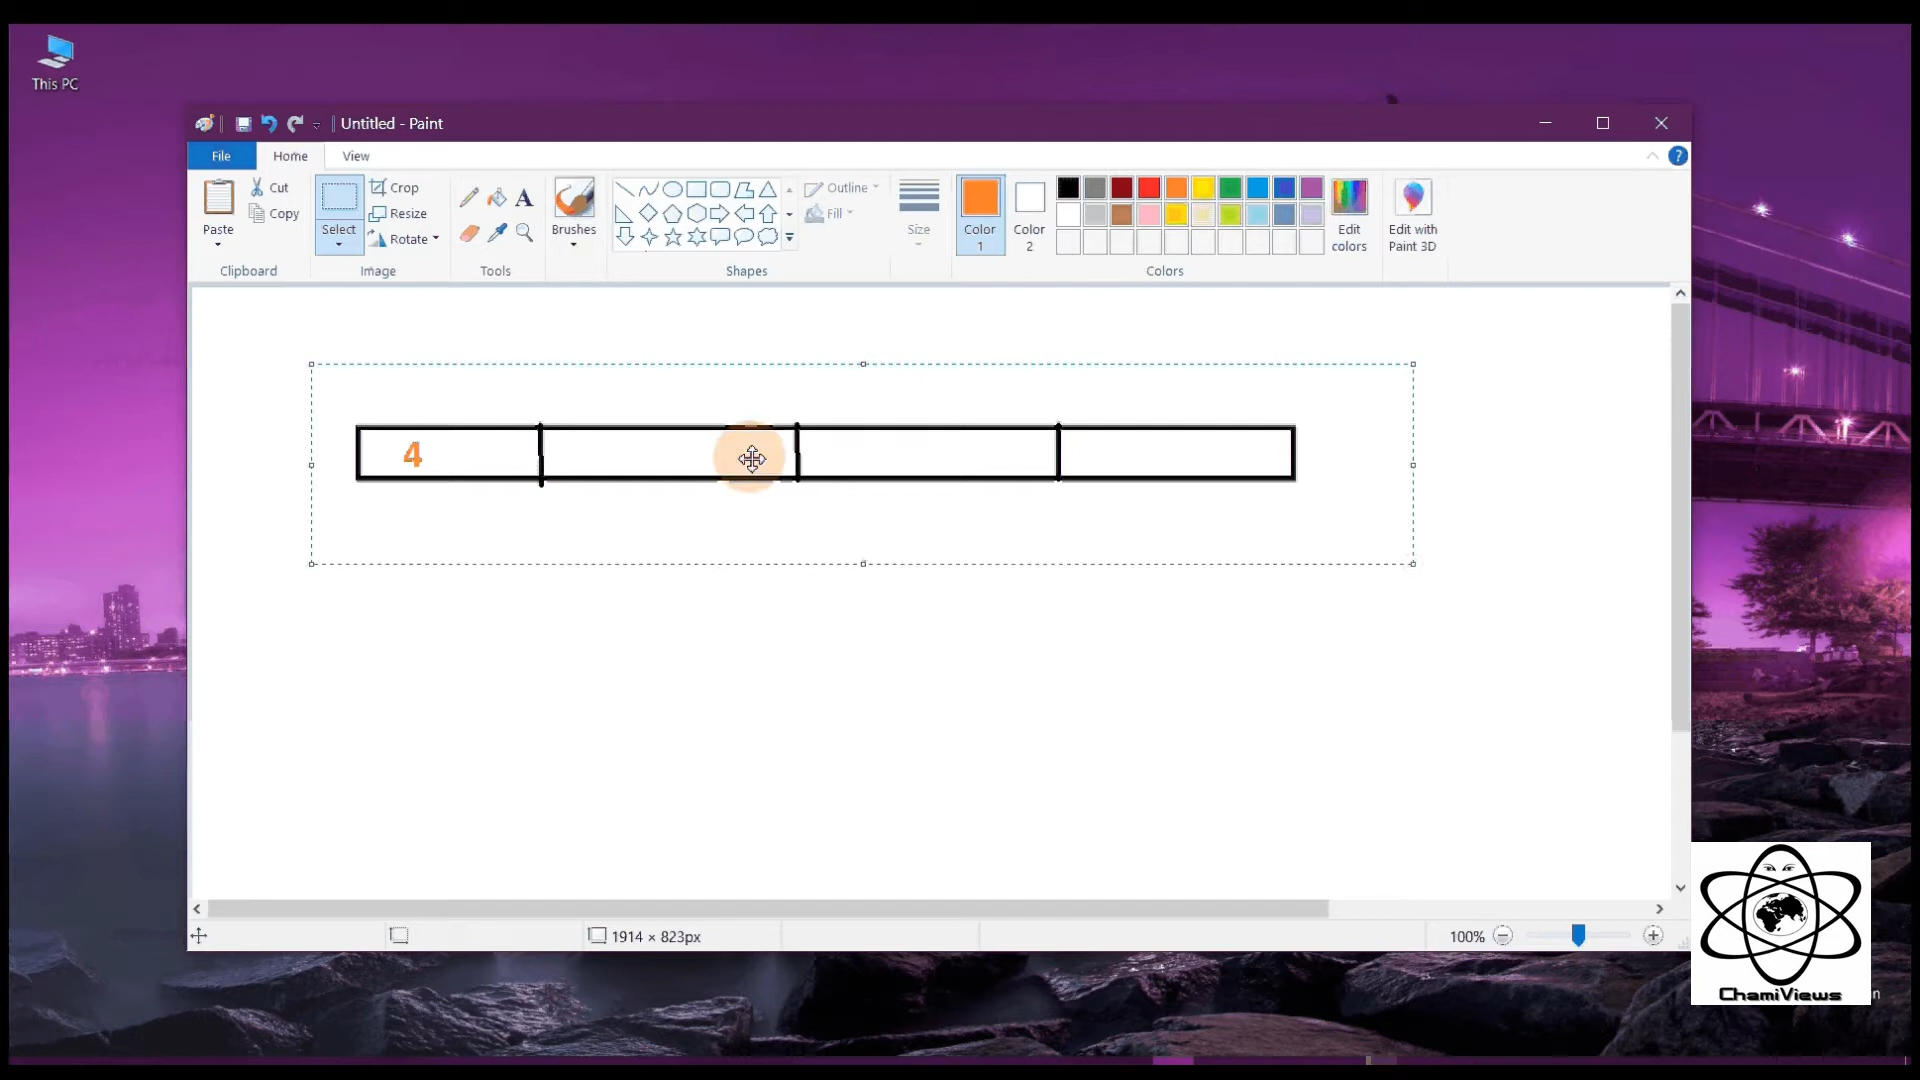 This PC
Untitled - Paint
File Home View
Cut
Copy
Paste
Clipboard
Select
Crop
Resize
Rotate
Image
A
Tools
Brushes
Shapes
Outline
Fill
Size
Color 1
Color 2
Edit colors
Colors
Edit with Paint 3D
?
4
1914 × 823px
100%
ChamiViews